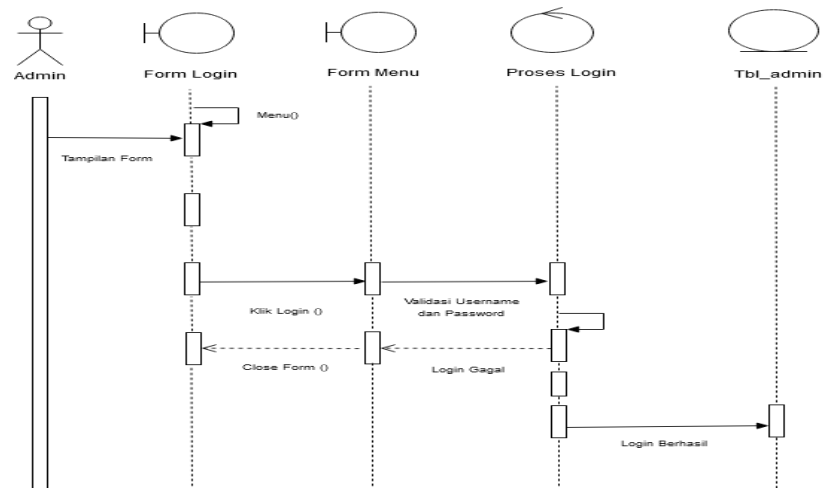 Admin
Form Login
Form Menu
Proses Login
Tbl_admin
Menu()
Tampilan Form
Klik Login ()
Validasi Username
dan Password
Close Form ()
Login Gagal
Login Berhasil